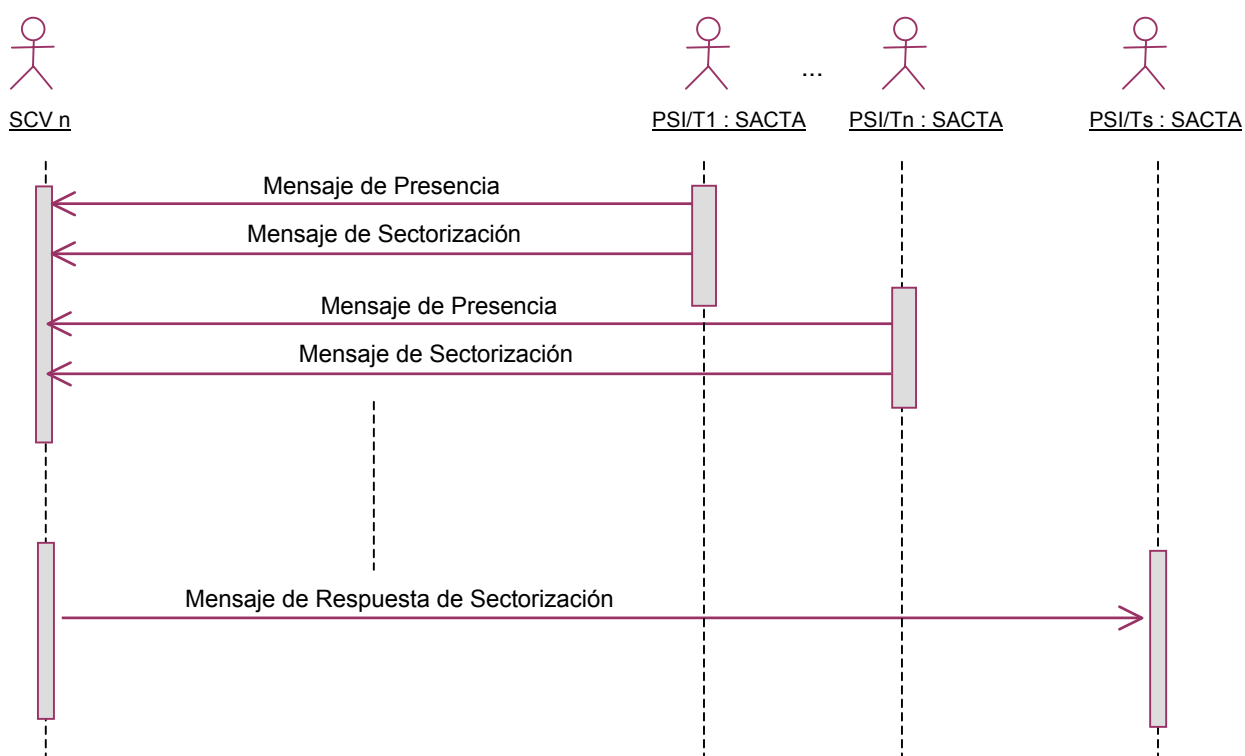 ...
SCV n
PSI/T1 : SACTA
PSI/Tn : SACTA
PSI/Ts : SACTA
Mensaje de Presencia
Mensaje de Sectorización
Mensaje de Presencia
Mensaje de Sectorización
Mensaje de Respuesta de Sectorización